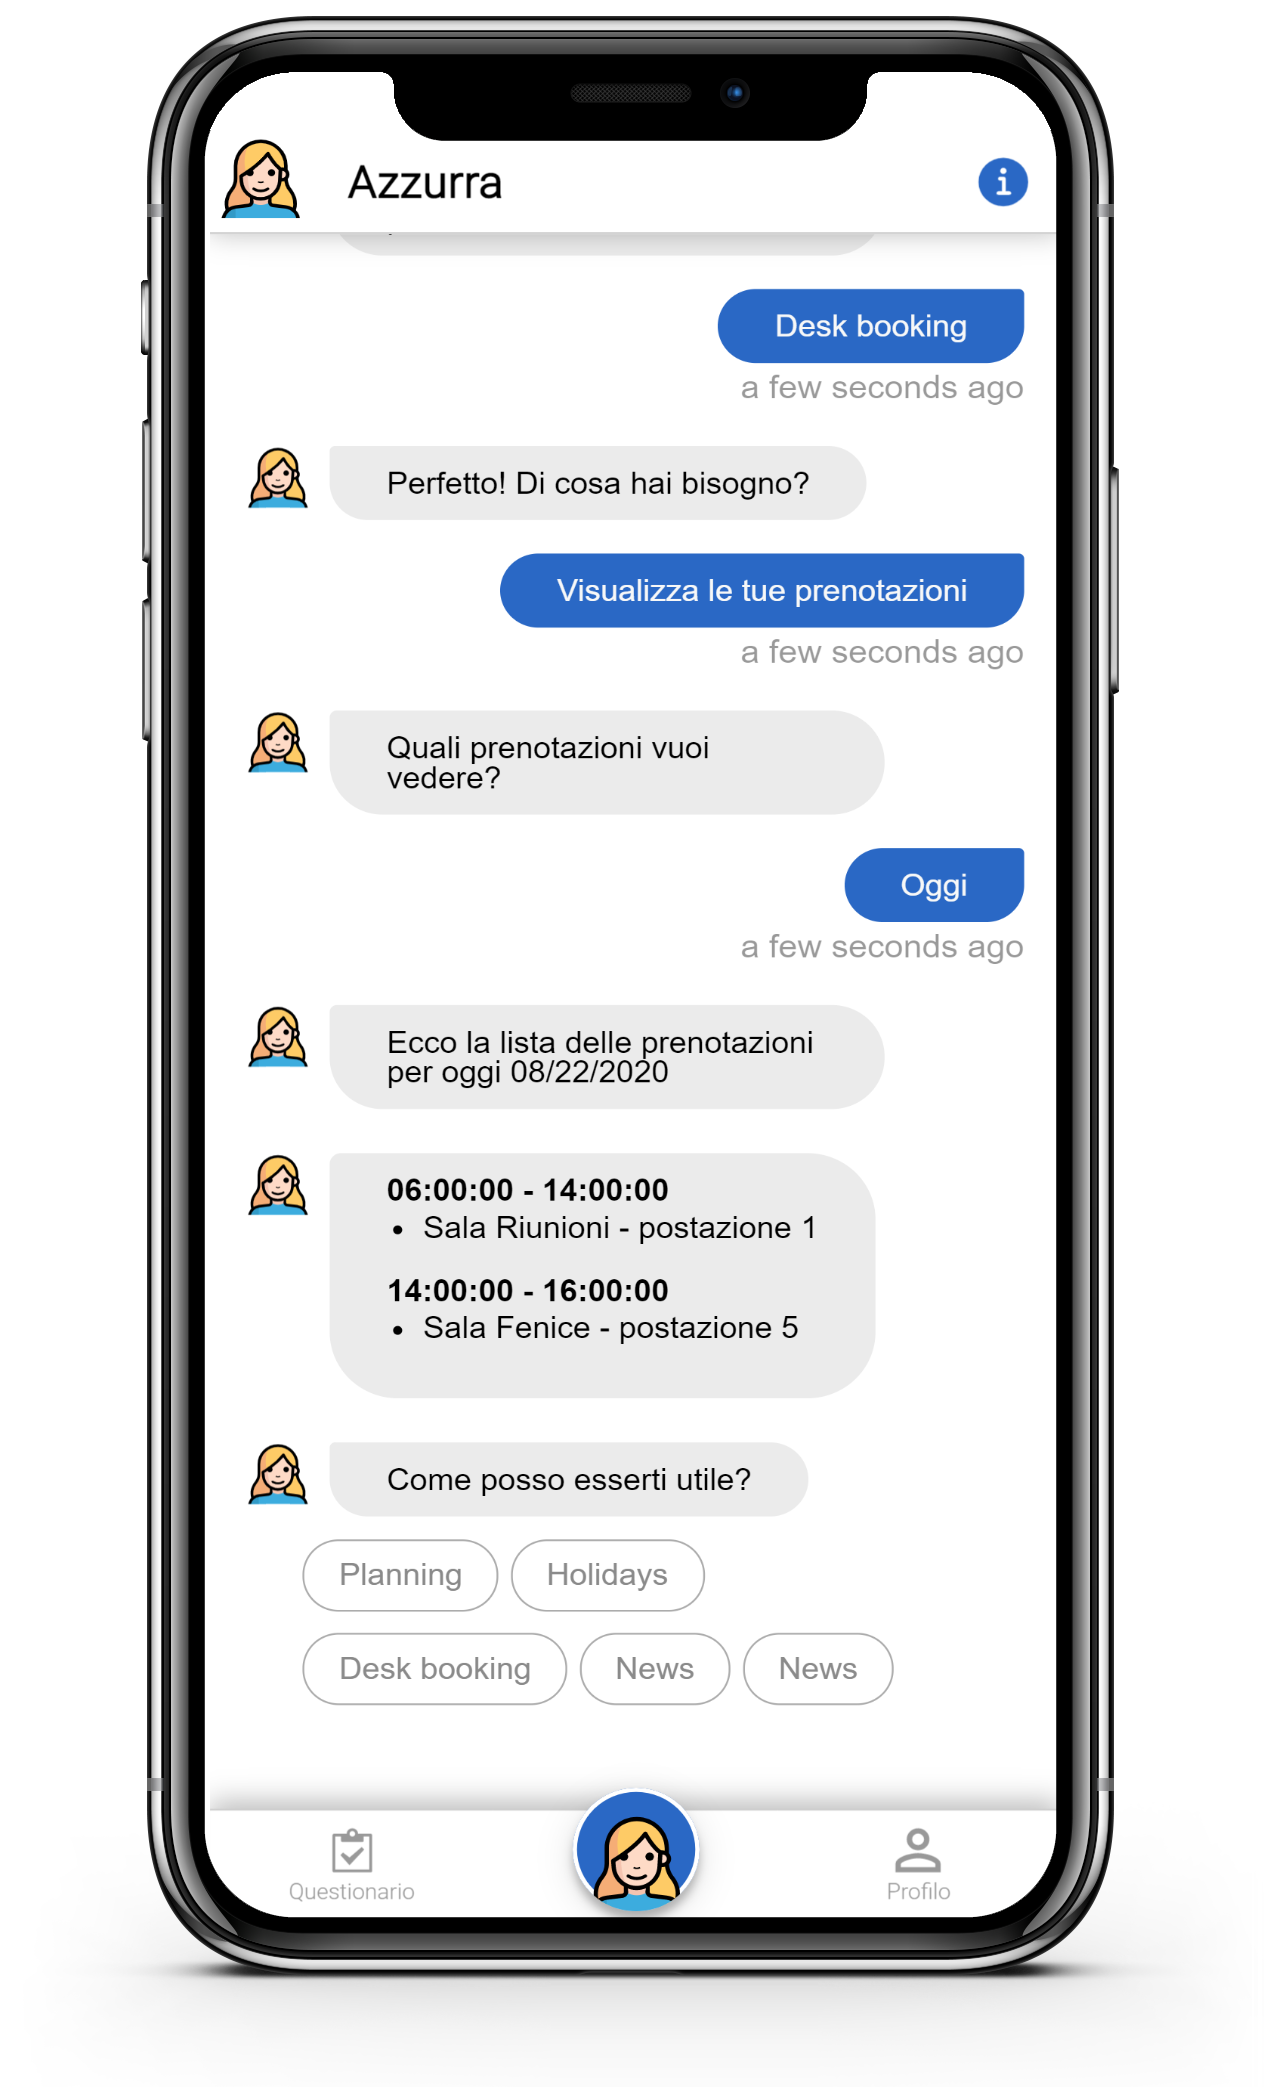 Azzurra
Desk booking
a few seconds ago
Perfetto! Di cosa hai bisogno?
Visualizza le tue prenotazioni
a few seconds ago
Quali prenotazioni vuoi
vedere?
Oggi
a few seconds ago
Ecco la lista delle prenotazioni
per oggi 08/22/2020
06:00:00 - 14:00:00
• Sala Riunioni - postazione 1
14:00:00 - 16:00:00
• Sala Fenice - postazione 5
Come posso esserti utile?
Planning Holidays
Desk booking News News
Questionario Profilo